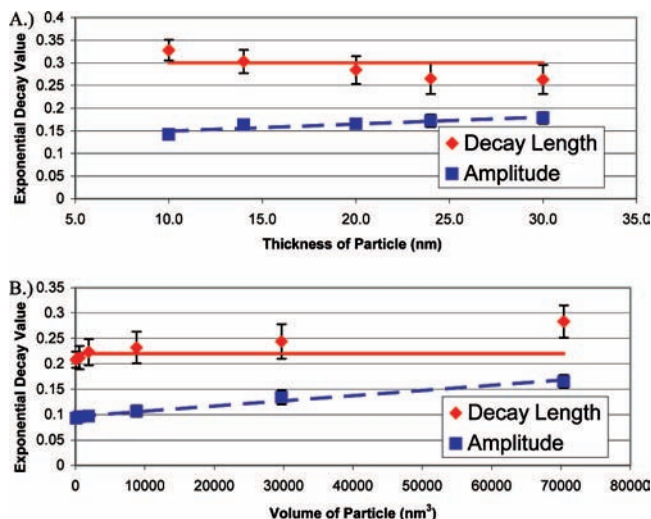 A.)
Exponential Decay Value
0.4
0.35
0.3
0.25
0.2
0.15
0.1
0.05
0
Decay Length
Amplitude
5.0 10.0 15.0 20.0 25.0 30.0 35.0
Thickness of Particle (nm)
B.)
Exponential Decay Value
0.35
0.3
0.25
0.2
0.15
0.1
0.05
0
Decay Length
Amplitude
0 10000 20000 30000 40000 50000 60000 70000 80000
Volume of Particle (nm³)